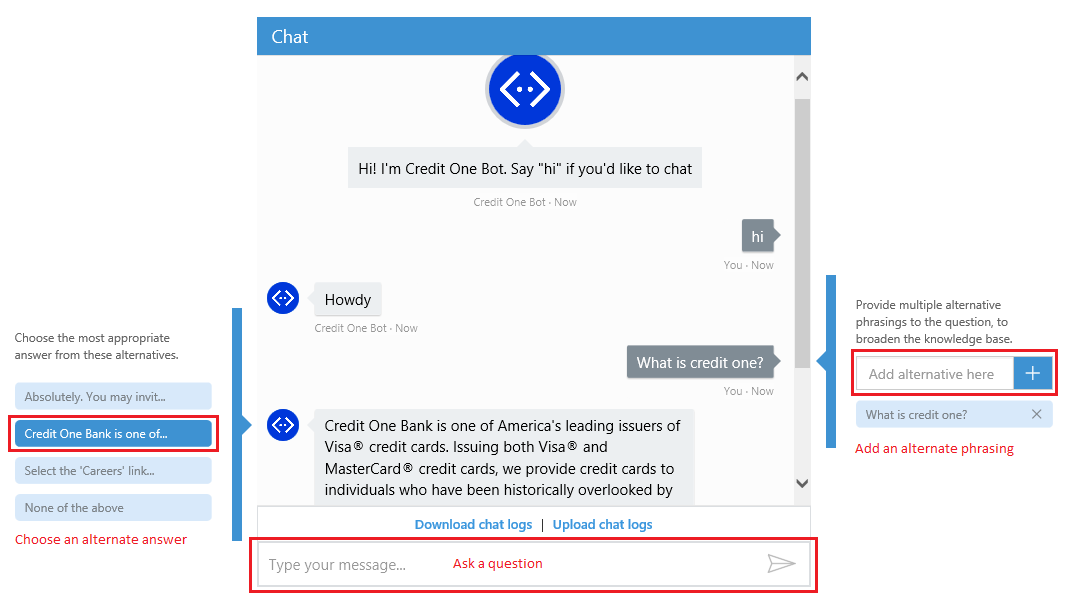 Chat
Hi! I'm Credit One Bot. Say "hi" if you'd like to chat
Credit One Bot - Now
hi
You - Now
Howdy
Credit One Bot - Now
What is credit one?
You - Now
Credit One Bank is one of America's leading issuers of
Visa® credit cards. Issuing both Visa® and
MasterCard® credit cards, we provide credit cards to
individuals who have been historically overlooked by
Download chat logs | Upload chat logs
Type your message...
Ask a question
Choose the most appropriate
answer from these alternatives.
Absolutely. You may invit...
Credit One Bank is one of...
Select the 'Careers' link...
None of the above
Choose an alternate answer
Provide multiple alternative
phrasings to the question, to
broaden the knowledge base.
Add alternative here
What is credit one?
Add an alternate phrasing